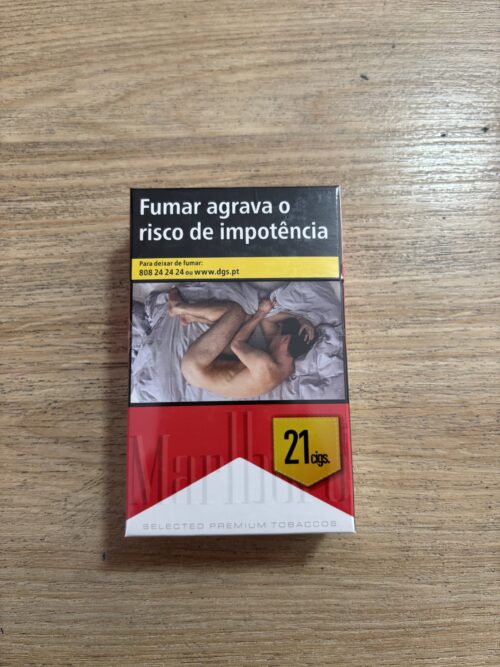 Fumar agrava o
risco de impotência
Para deixar de fumar:
808 24 24 24 ou www.dgs.pt
21 cigs.
Marlboro
SELECTED PREMIUM TOBACCOS